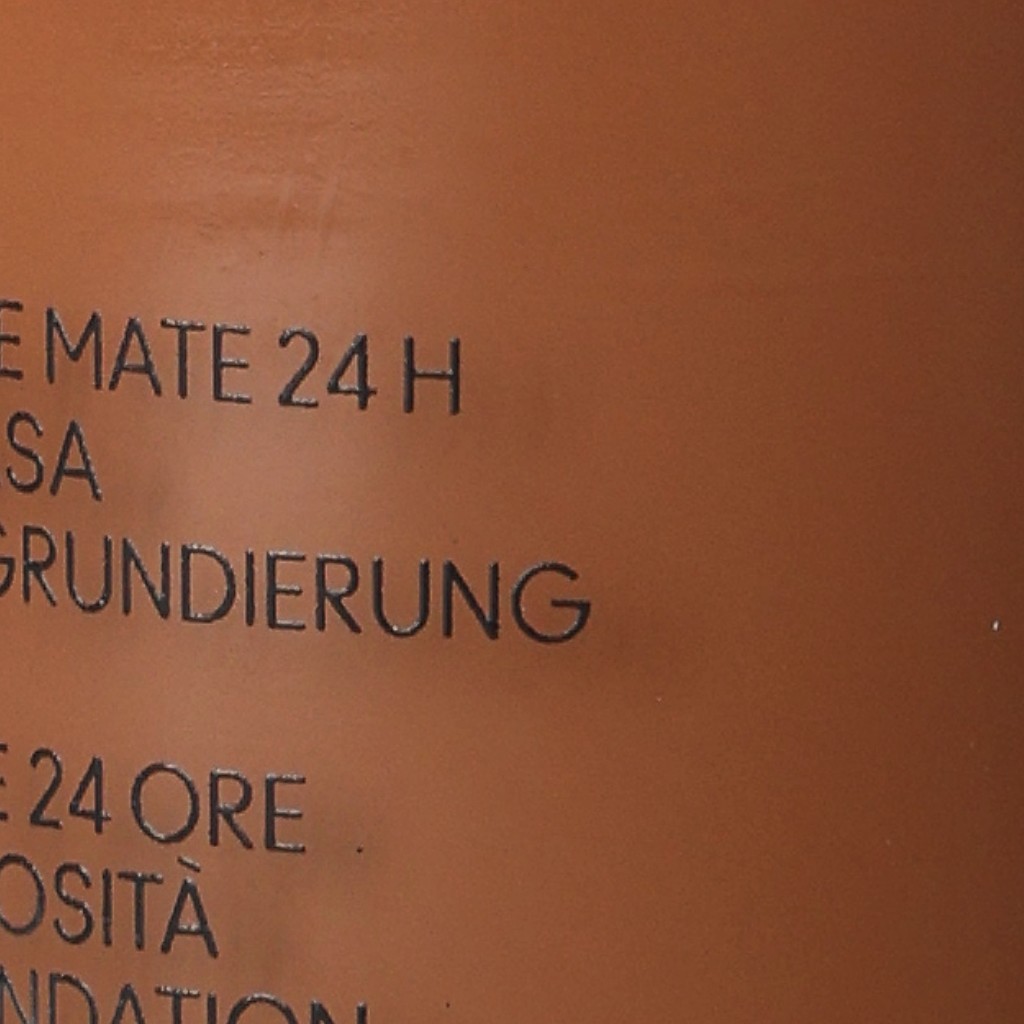 E MATE 24 H
SA
GRUNDIERUNG
E 24 ORE
OSITÀ
NDATION